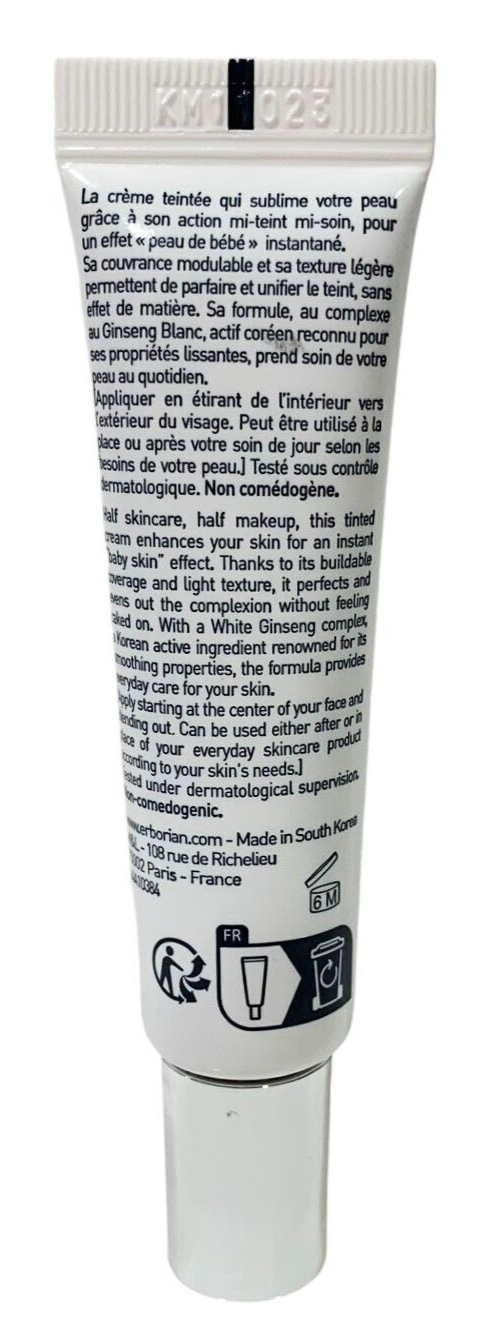 La crème teintée qui sublime votre peau
grâce à son action mi-teint mi-soin, pour
un effet « peau de bébé » instantané.
Sa couvrance modulable et sa texture légère
permettent de parfaire et unifier le teint, sans
effet de matière. Sa formule, au complexe
au Ginseng Blanc, actif coréen reconnu pour
ses propriétés lissantes, prend soin de votre
peau au quotidien.
[Appliquer en étirant de l'intérieur vers
l'extérieur du visage. Peut être utilisé à la
place ou après votre soin de jour selon les
besoins de votre peau.] Testé sous contrôle
dermatologique. Non comédogène.
Half skincare, half makeup, this tinted
cream enhances your skin for an instant
"baby skin" effect. Thanks to its buildable
coverage and light texture, it perfects and
evens out the complexion without feeling
caked on. With a White Ginseng complex,
a Korean active ingredient renowned for its
smoothing properties, the formula provides
everyday care for your skin.
Apply starting at the center of your face and
blending out. Can be used either after or in
place of your everyday skincare product
according to your skin's needs.]
Tested under dermatological supervision.
Non-comedogenic.
www.erborian.com - Made in South Korea
- 108 rue de Richelieu
Paris - France
6 M
FR